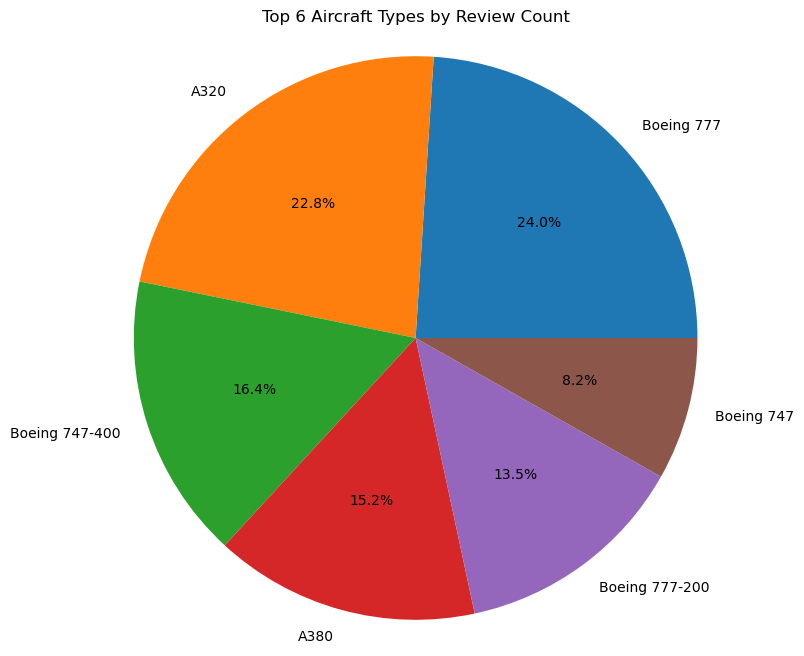 Top 6 Aircraft Types by Review Count
A320
Boeing 777
22.8%
24.0%
16.4%
8.2%
Boeing 747-400
Boeing 747
13.5%
15.2%
Boeing 777-200
A380